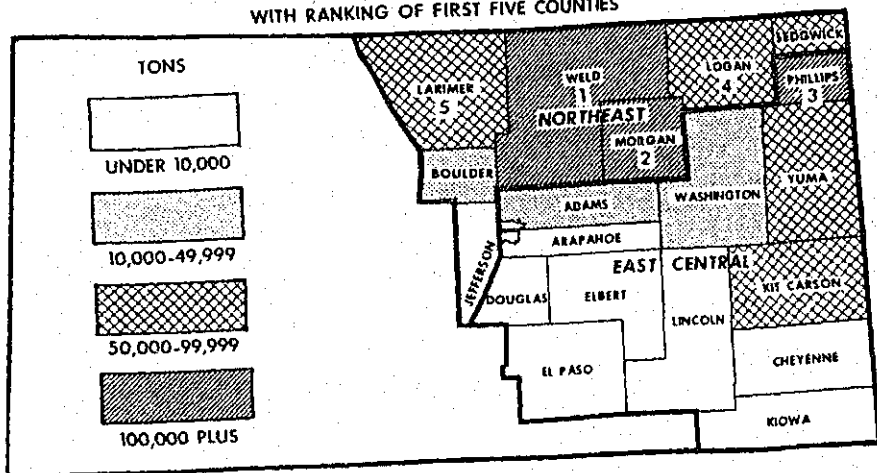 WITH RANKING OF FIRST FIVE COUNTIES
TONS
UNDER 10,000
10,000-49,999
50,000-99,999
100,000 PLUS
LARIMER
5
WELD
1
LOGAN
4
SEDGWICK
PHILLIPS
3
NORTHEAST
MORGAN
2
BOULDER
ADAMS
WASHINGTON
YUMA
ARAPAHOE
JEFFERSON
EAST CENTRAL
DOUGLAS
ELBERT
LINCOLN
KIT CARSON
EL PASO
CHEYENNE
KIOWA